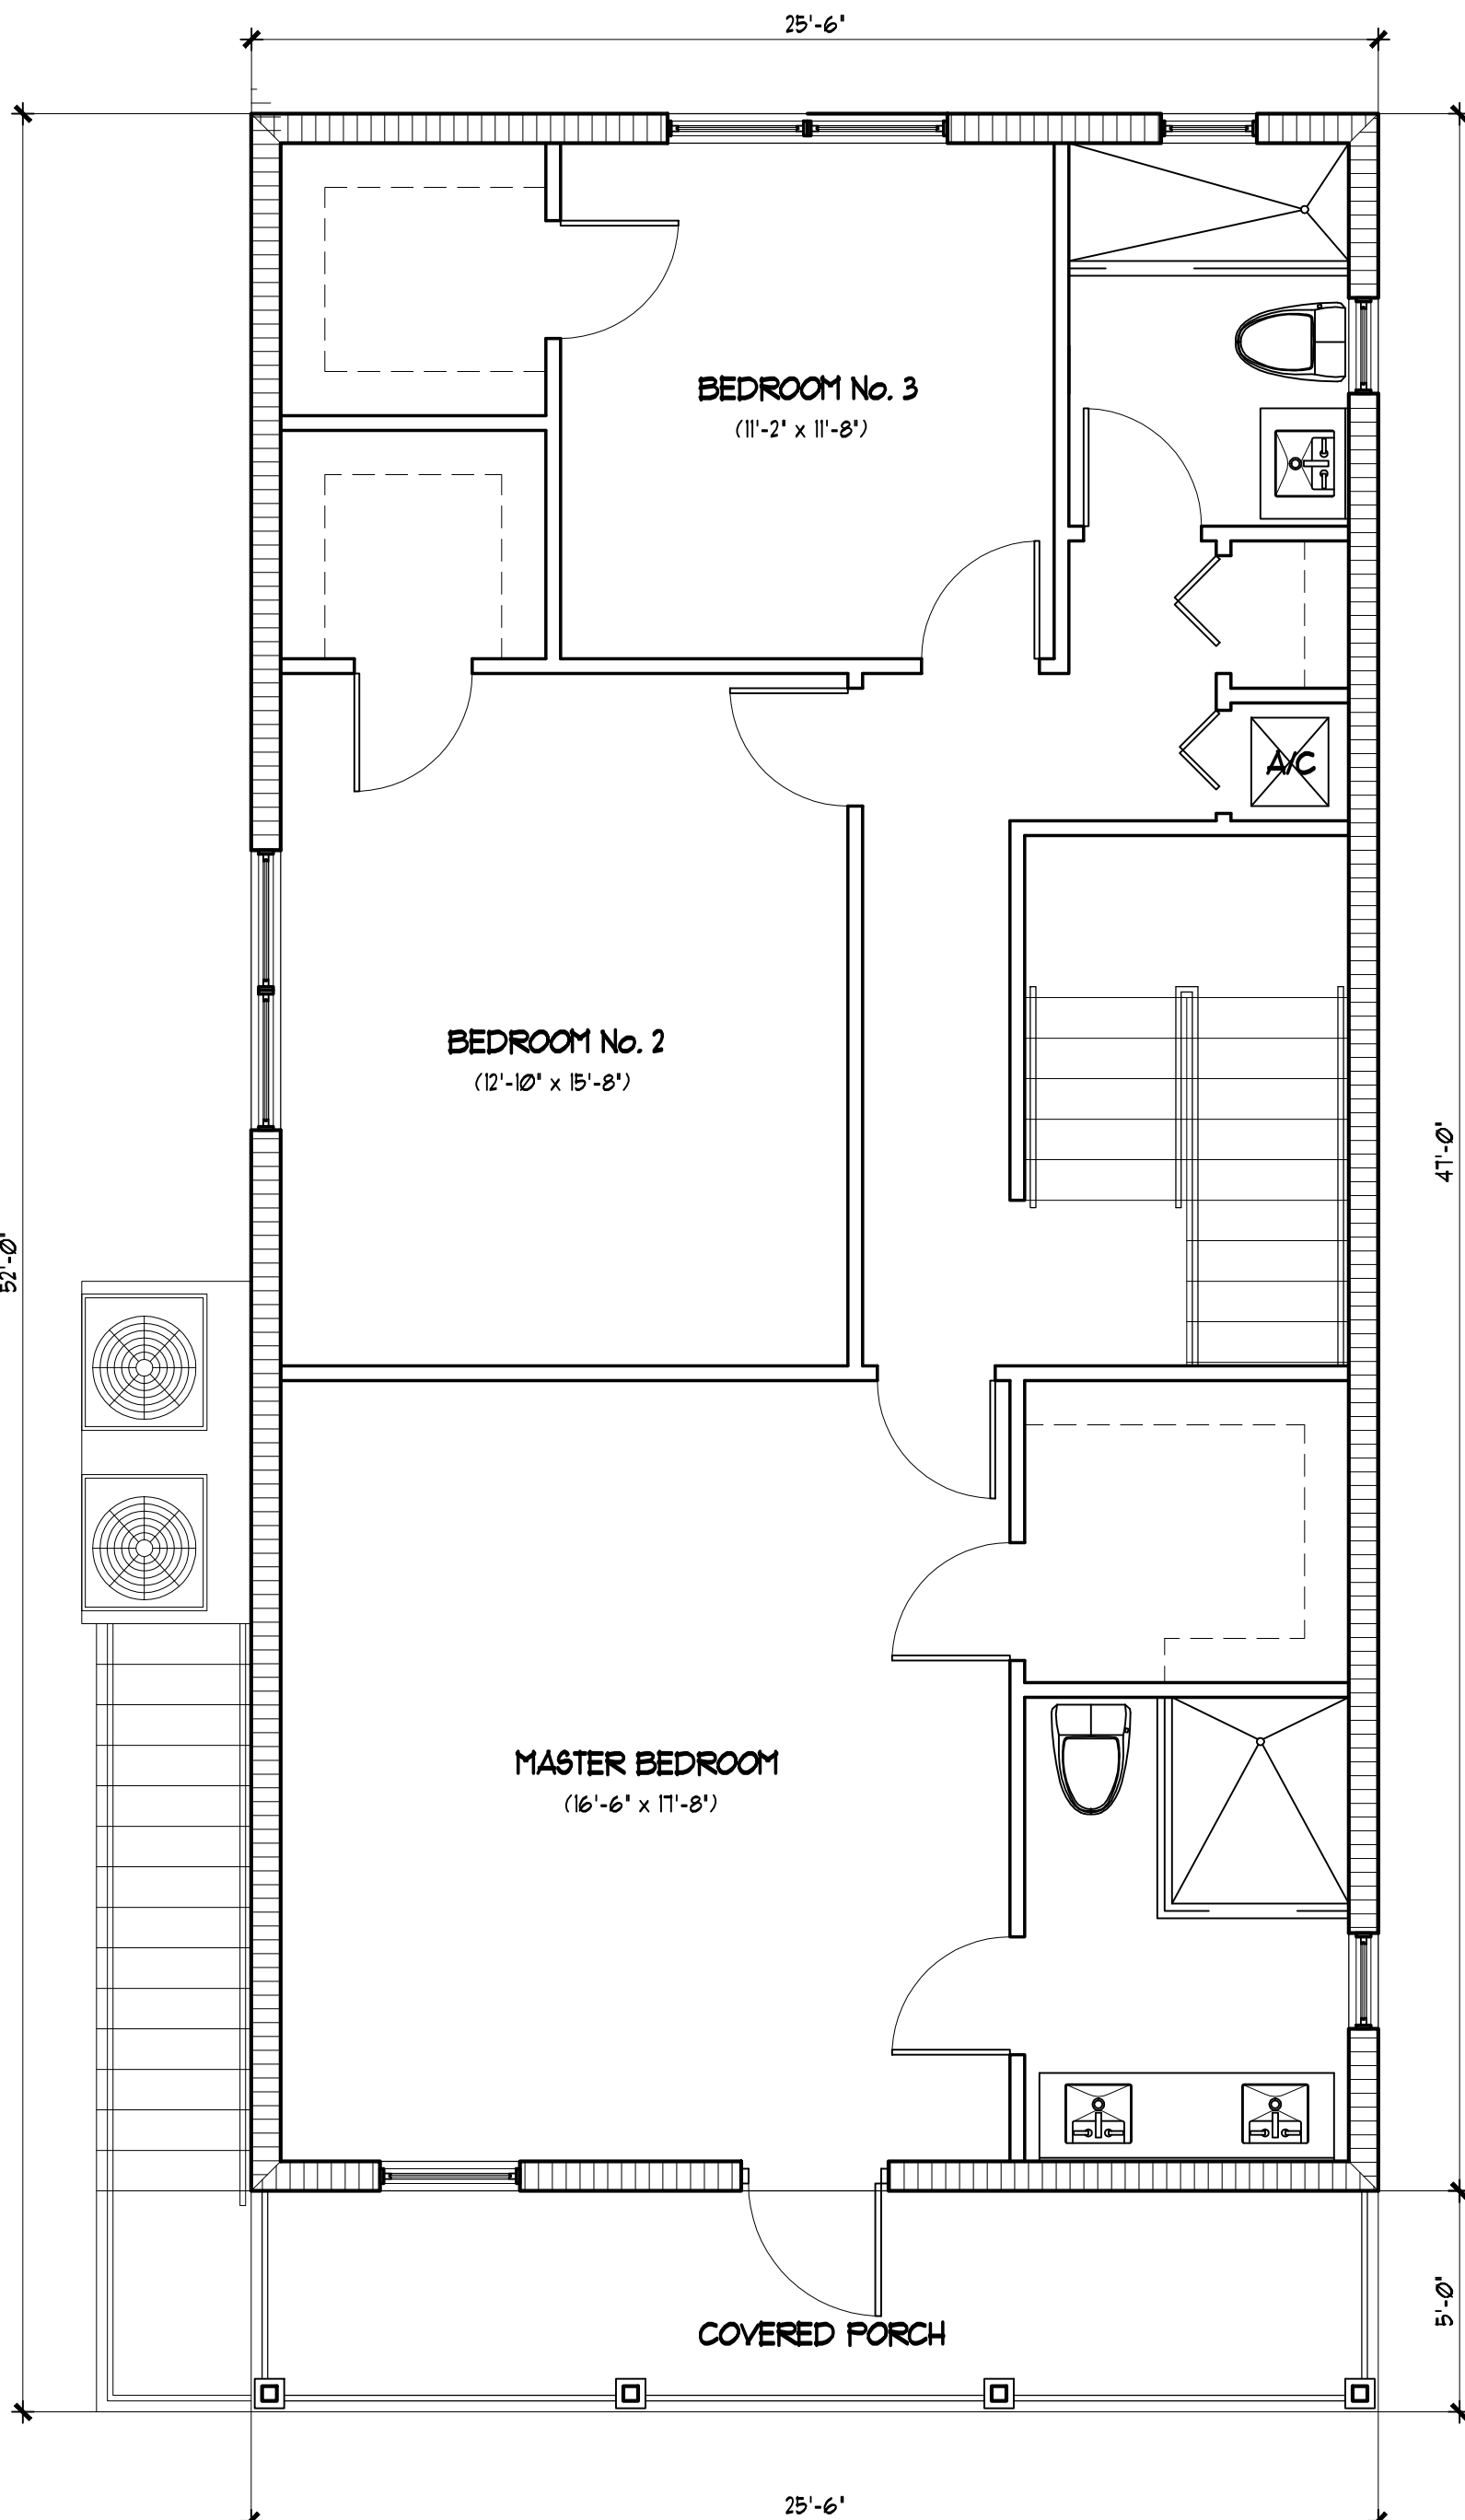 25'-6"
BEDROOM No. 3
(11'-2" x 11'-8")
A/C
BEDROOM No. 2
(12'-10" x 15'-8")
47'-0"
52'-0"
MASTER BEDROOM
(16'-6" x 17'-8")
5'-0"
COVERED PORCH
25'-6"